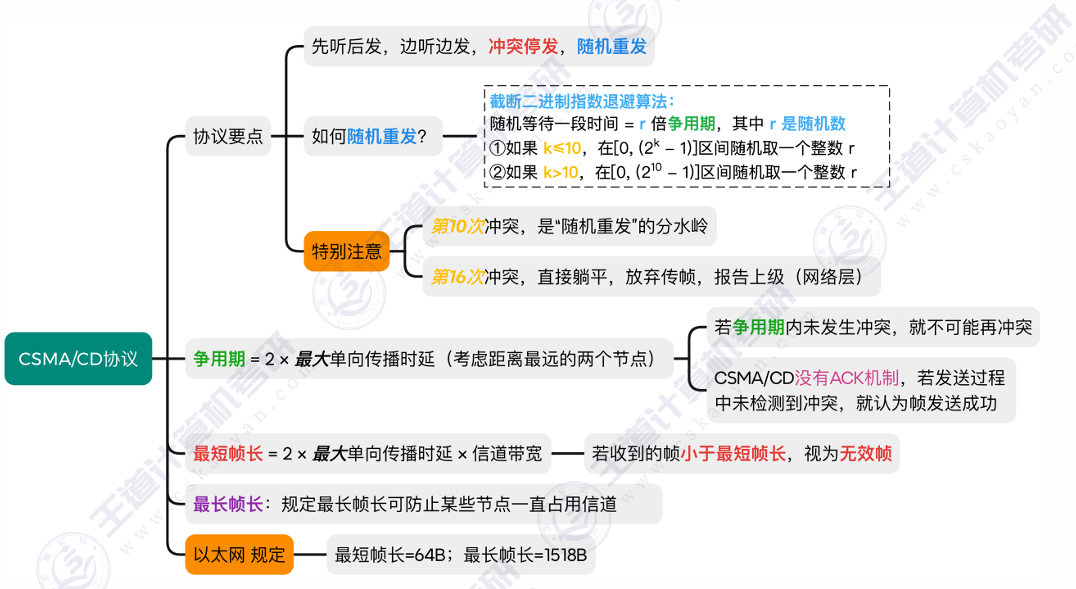 先听后发，边听边发，冲突停发，随机重发
截断二进制指数退避算法：
随机等待一段时间 = r 倍争用期，其中 r 是随机数
①如果 k≤10，在[0, (2^k − 1)]区间随机取一个整数 r
②如果 k>10，在[0, (2^10 − 1)]区间随机取一个整数 r
协议要点
如何随机重发？
第10次冲突，是“随机重发”的分水岭
特别注意
第16次冲突，直接躺平，放弃传帧，报告上级（网络层）
若争用期内未发生冲突，就不可能再冲突
CSMA/CD协议
争用期 = 2 × 最大单向传播时延（考虑距离最远的两个节点）
CSMA/CD没有ACK机制，若发送过程
中未检测到冲突，就认为帧发送成功
最短帧长 = 2 × 最大单向传播时延 × 信道带宽
若收到的帧小于最短帧长，视为无效帧
最长帧长：规定最长帧长可防止某些节点一直占用信道
以太网 规定
最短帧长=64B；最长帧长=1518B
王道计算机考研
www.cskaoyan.com